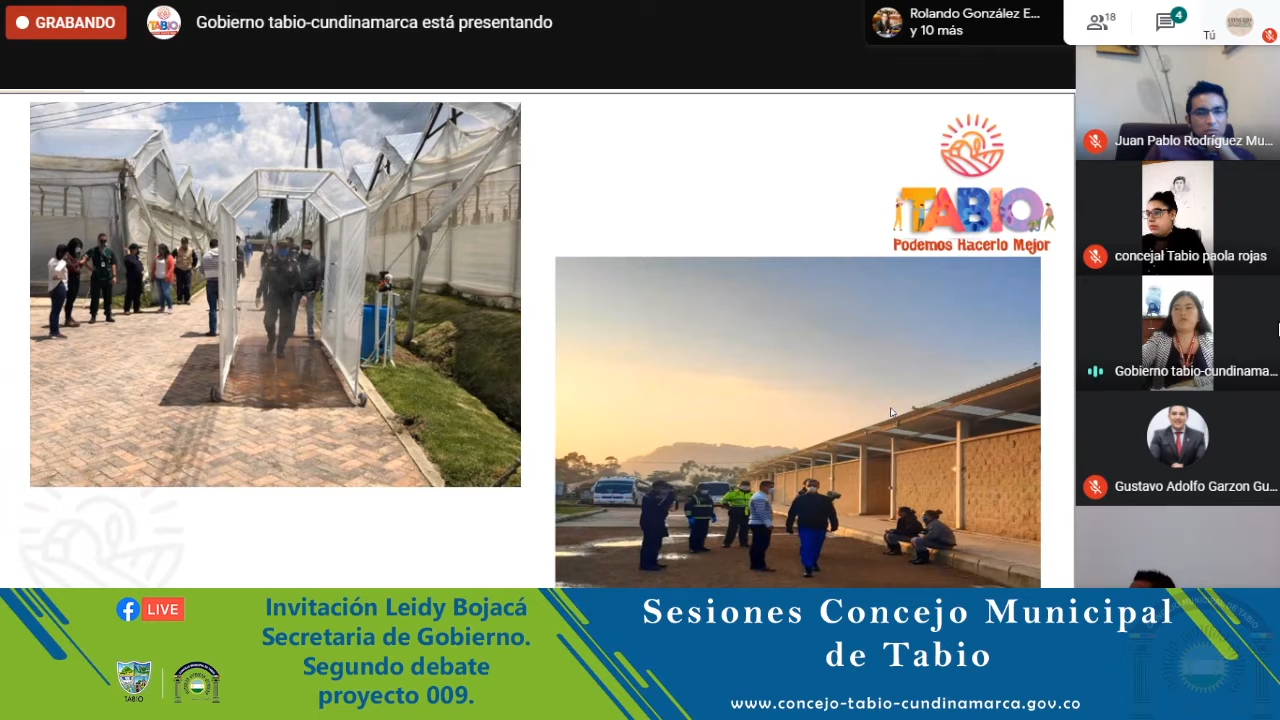 GRABANDO
Gobierno tabio-cundinamarca está presentando
Rolando González E...
y 10 más
18
4
Tú
Juan Pablo Rodríguez Mu...
concejal Tabio paola rojas
Gobierno tabio-cundinama...
Gustavo Adolfo Garzon Gu...
TABIO
Podemos Hacerlo Mejor
LIVE
Invitación Leidy Bojacá
Secretaria de Gobierno.
Segundo debate
proyecto 009.
TABIO
Sesiones Concejo Municipal
de Tabio
www.concejo-tabio-cundinamarca.gov.co